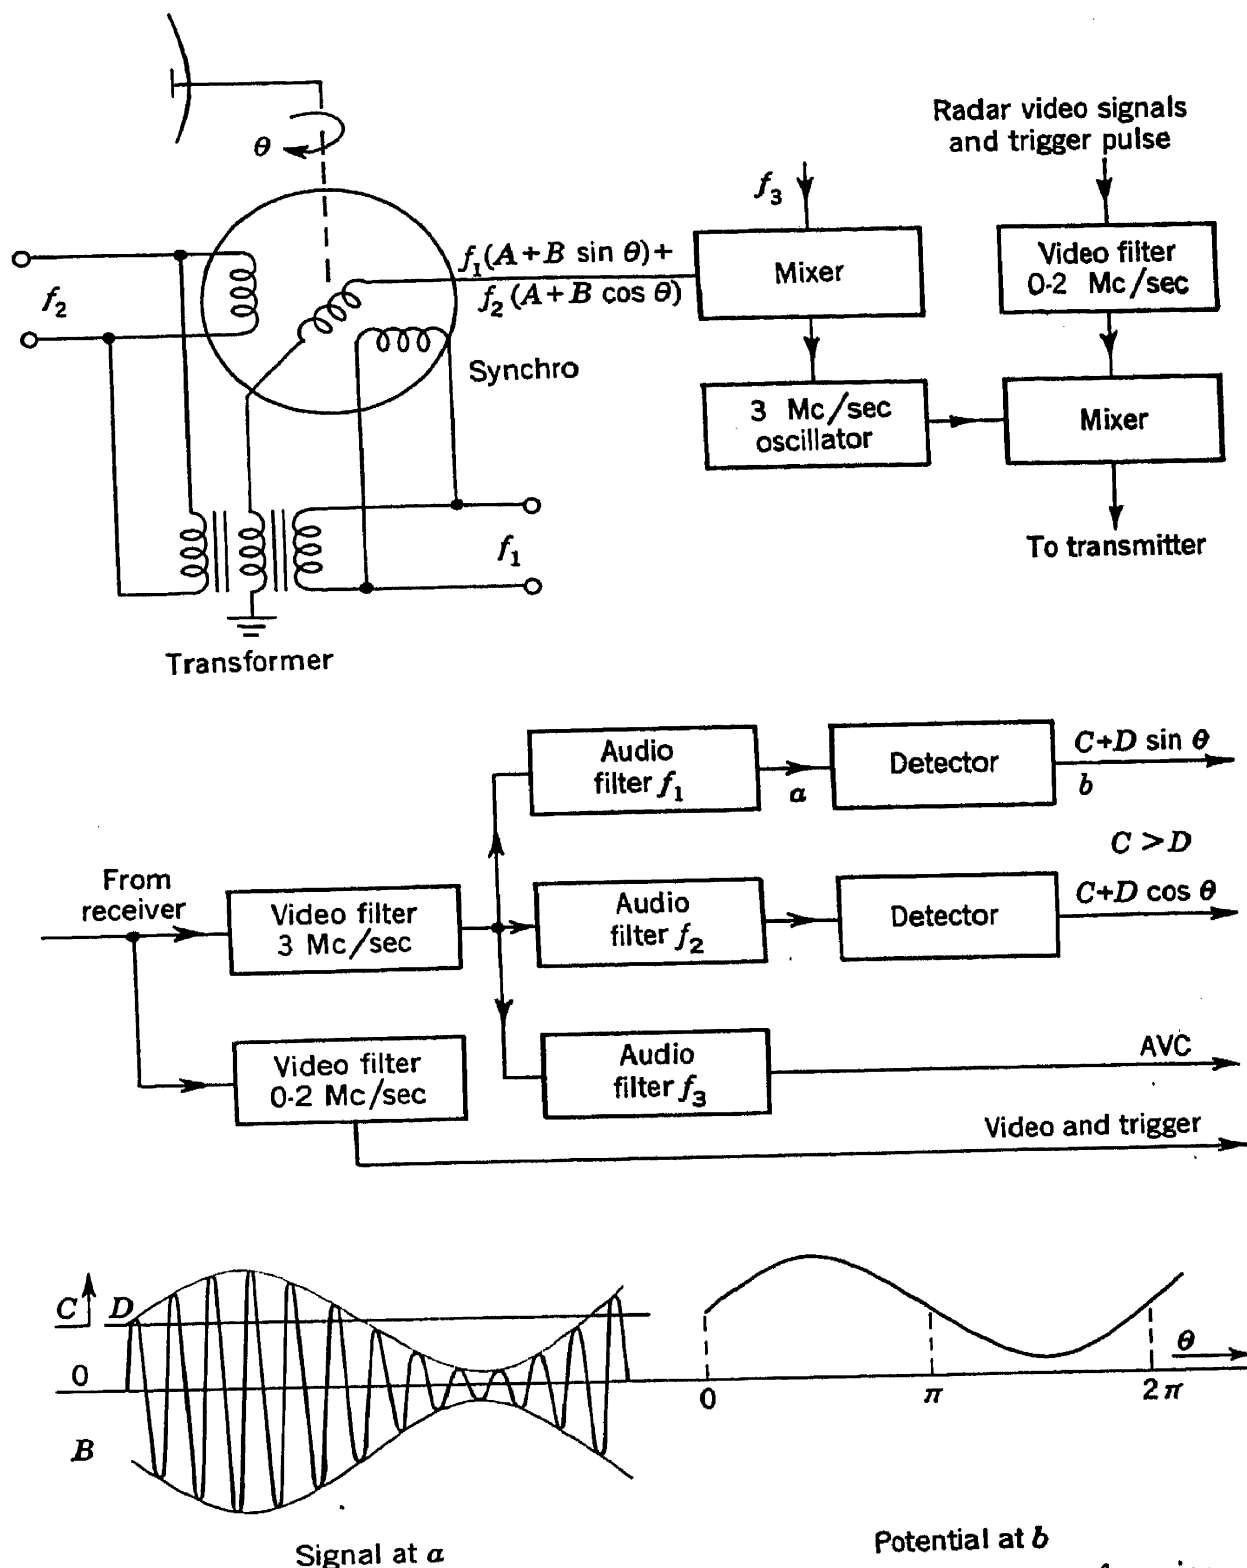 θ
Radar video signals
and trigger pulse
f₃
f₂
f₁(A+B sin θ)+
f₂(A+B cos θ)
Mixer
Video filter
0-2 Mc/sec
Synchro
3 Mc/sec
oscillator
Mixer
f₁
To transmitter
Transformer
Audio
filter f₁
a
Detector
C+D sin θ
b
C>D
From
receiver
Video filter
3 Mc/sec
Audio
filter f₂
Detector
C+D cos θ
Video filter
0-2 Mc/sec
Audio
filter f₃
AVC
Video and trigger
C
D
0
B
θ
0
π
2π
Signal at a
Potential at b